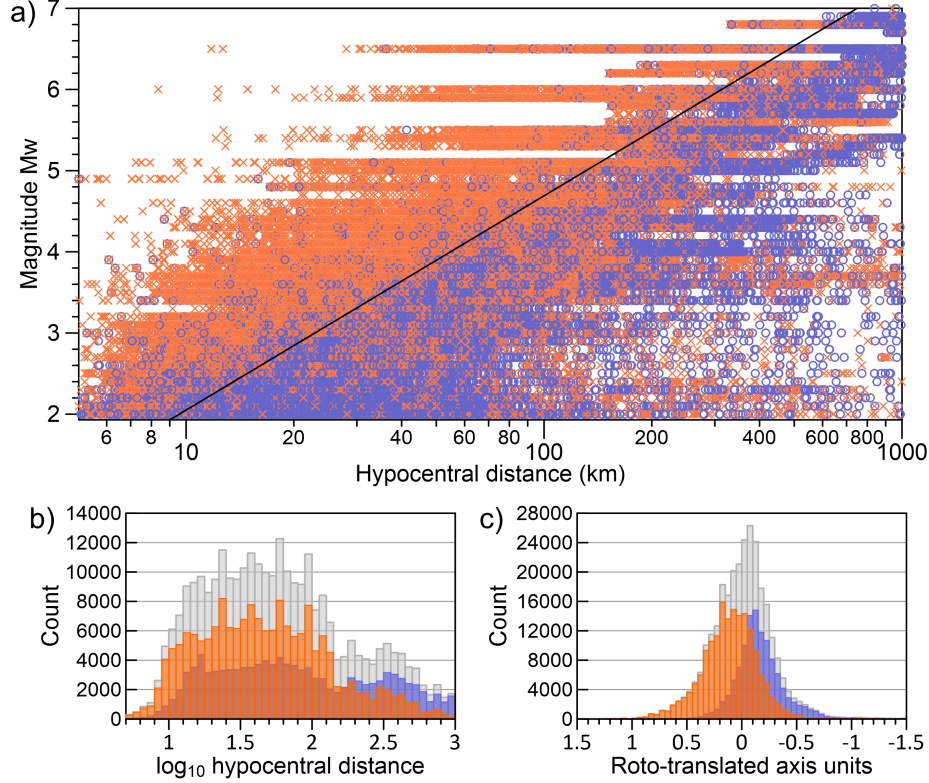 a)
7
6
5
4
3
2
Magnitude Mw
6 8 10 20 40 60 80 100 200 400 600 800 1000
Hypocentral distance (km)
b)
14000
12000
10000
8000
6000
4000
2000
0
Count
1 1.5 2 2.5 3
log₁₀ hypocentral distance
c)
28000
24000
20000
16000
12000
8000
4000
0
Count
1.5 1 0.5 0 -0.5 -1 -1.5
Roto-translated axis units